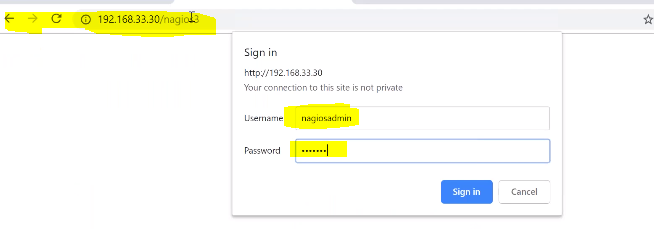 192.168.33.30/nagios3
Sign in
http://192.168.33.30
Your connection to this site is not private
Username nagiosadmin
Password •••••••
Sign in Cancel